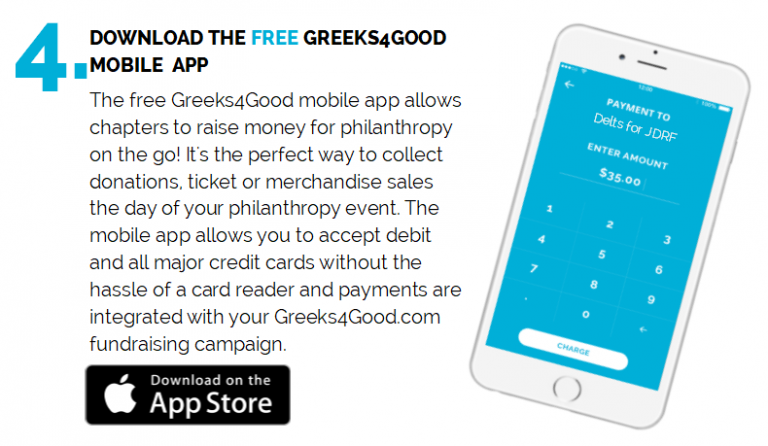 4.
DOWNLOAD THE FREE GREEKS4GOOD
MOBILE APP
The free Greeks4Good mobile app allows
chapters to raise money for philanthropy
on the go! It's the perfect way to collect
donations, ticket or merchandise sales
the day of your philanthropy event. The
mobile app allows you to accept debit
and all major credit cards without the
hassle of a card reader and payments are
integrated with your Greeks4Good.com
fundraising campaign.
Download on the
App Store
100%
PAYMENT TO
Delts for JDRF
ENTER AMOUNT
$35.00
1 2 3
4 5 6
7 8 9
. 0 ←
CHARGE